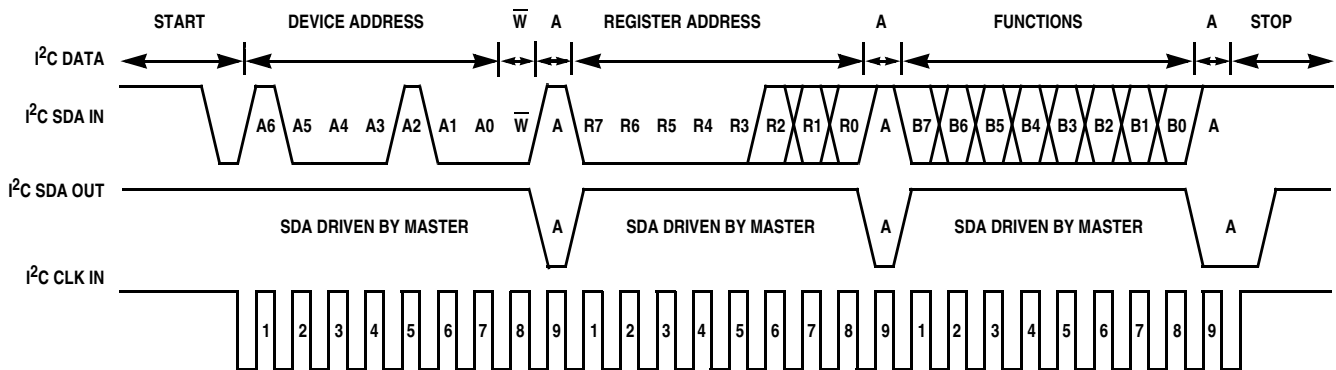 START DEVICE ADDRESS W̅ A REGISTER ADDRESS A FUNCTIONS A STOP
I²C DATA
I²C SDA IN A6 A5 A4 A3 A2 A1 A0 W̅ A R7 R6 R5 R4 R3 R2 R1 R0 A B7 B6 B5 B4 B3 B2 B1 B0 A
I²C SDA OUT
SDA DRIVEN BY MASTER A SDA DRIVEN BY MASTER A SDA DRIVEN BY MASTER A
I²C CLK IN
1 2 3 4 5 6 7 8 9 1 2 3 4 5 6 7 8 9 1 2 3 4 5 6 7 8 9